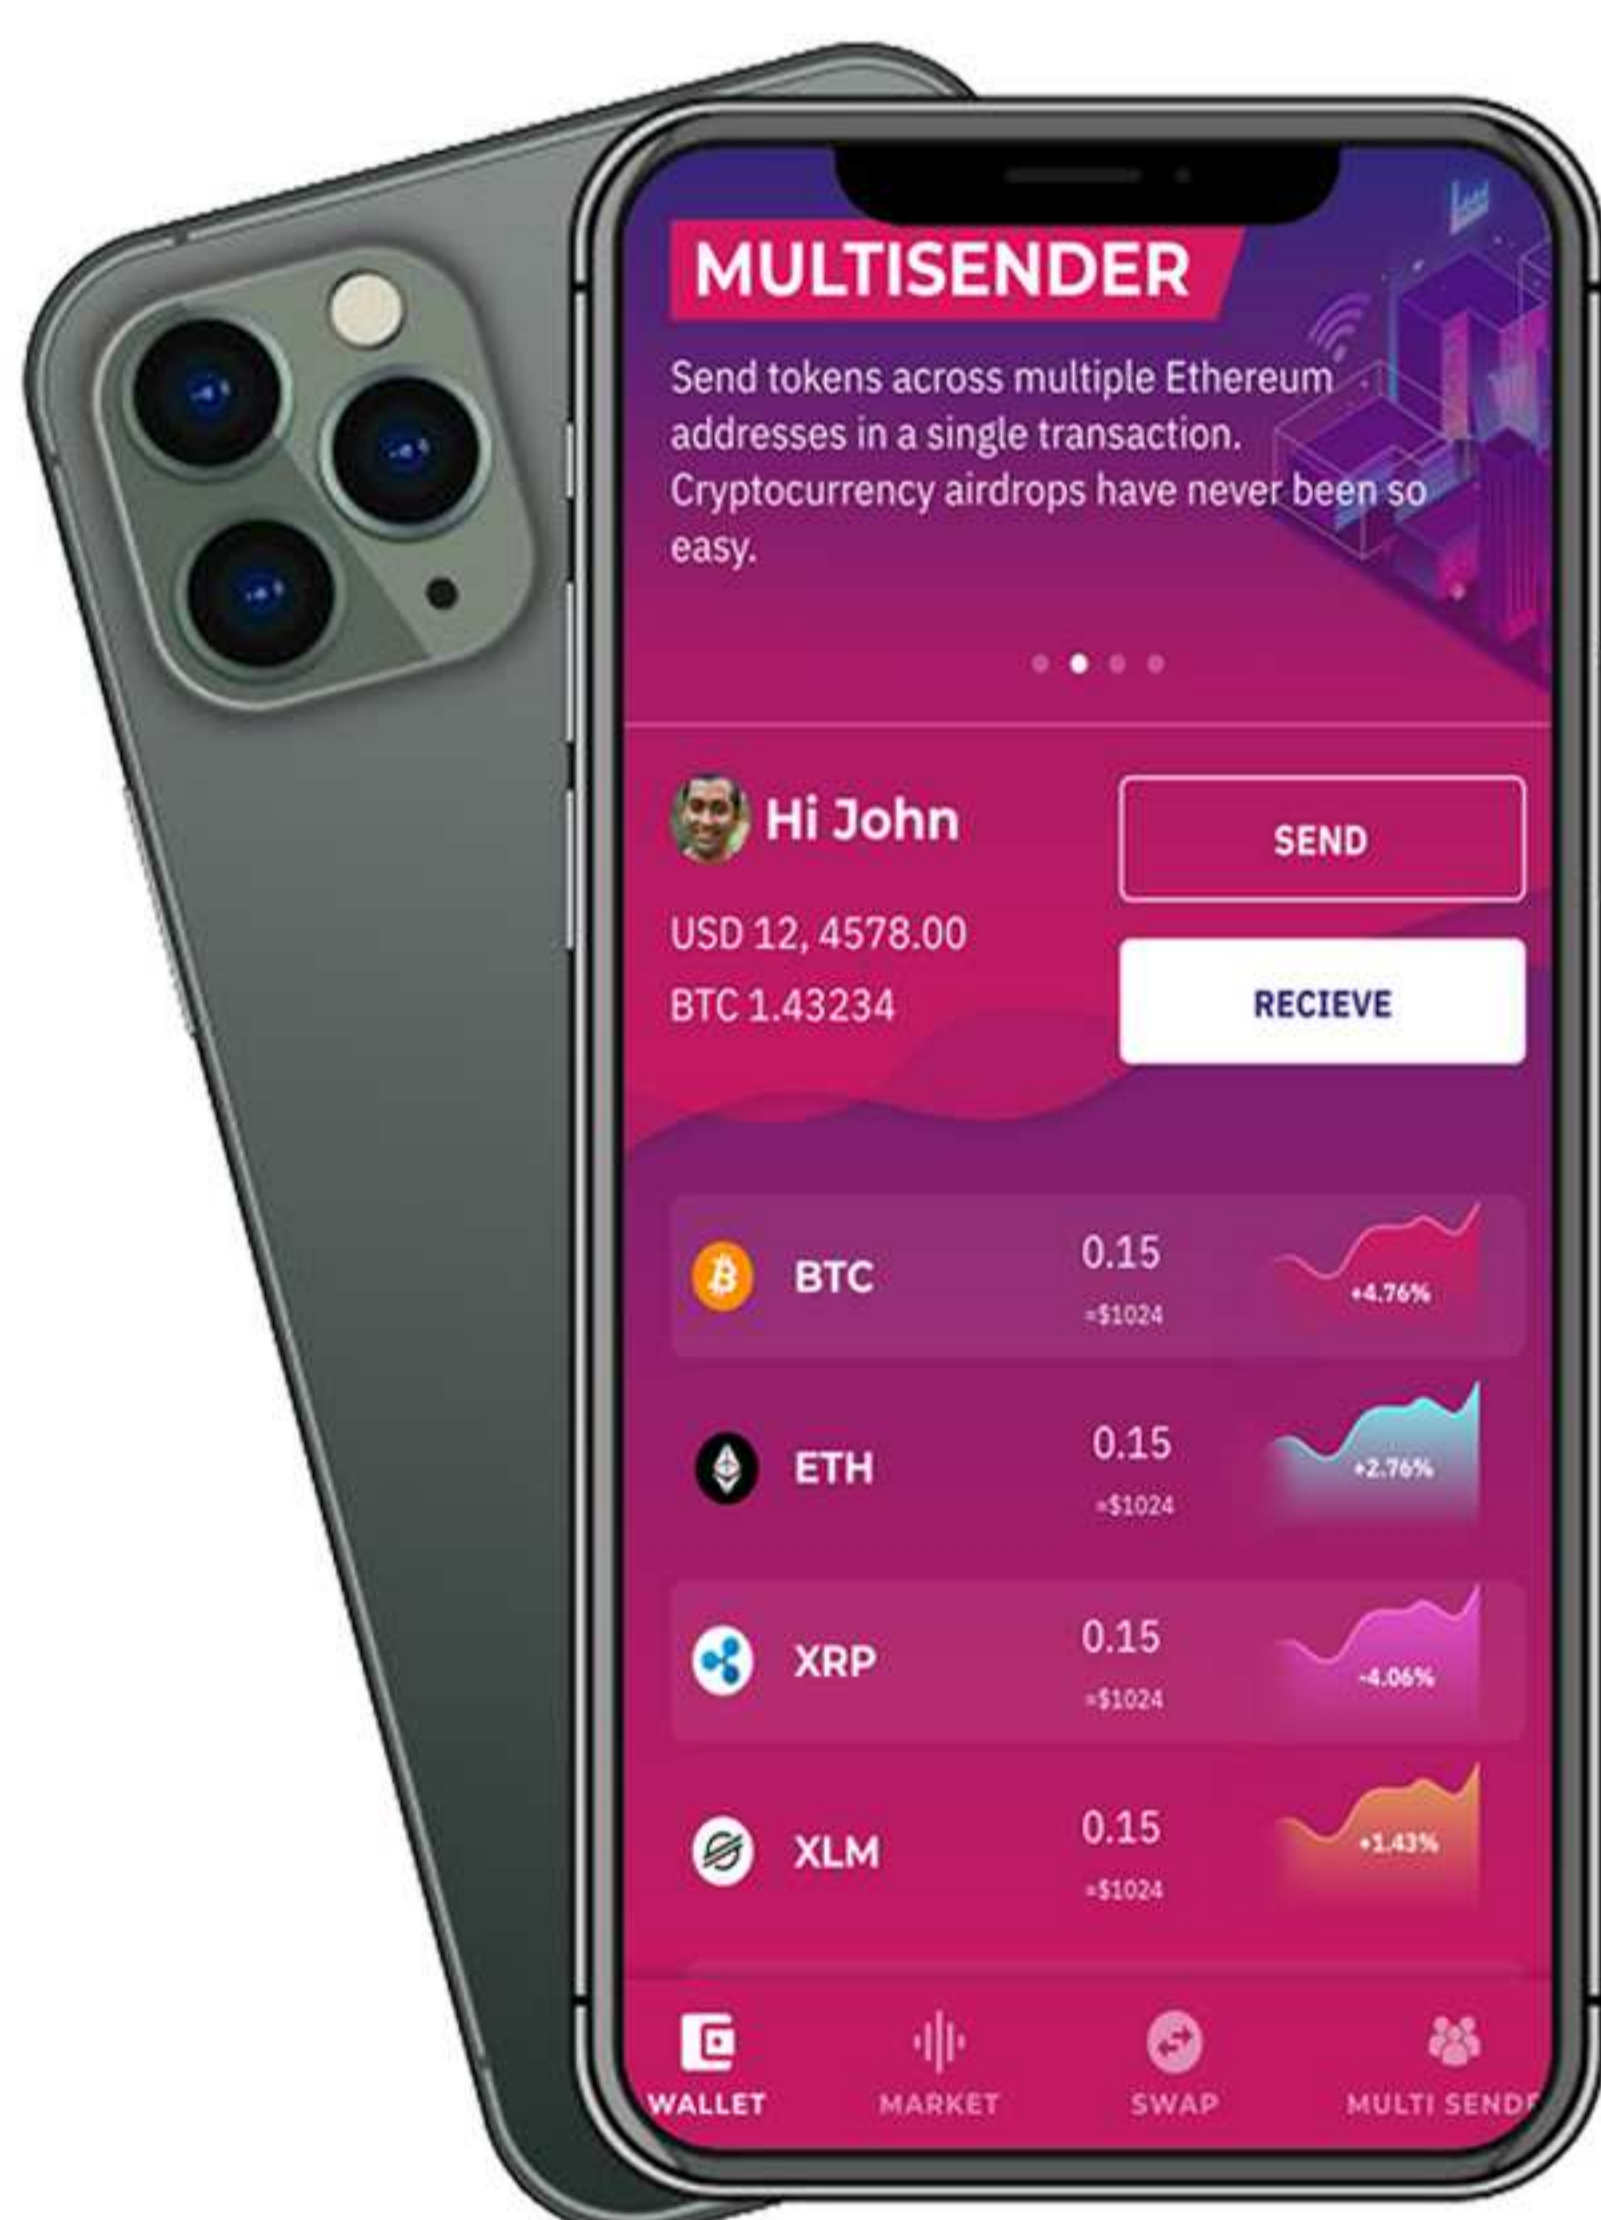 MULTISENDER
Send tokens across multiple Ethereum
addresses in a single transaction.
Cryptocurrency airdrops have never been so
easy.
Hi John
SEND
USD 12, 4578.00
BTC 1.43234
RECIEVE
BTC
0.15
≈$1024
+4.76%
ETH
0.15
≈$1024
+2.76%
XRP
0.15
≈$1024
-4.06%
XLM
0.15
≈$1024
+1.43%
WALLET
MARKET
SWAP
MULTI SENDE